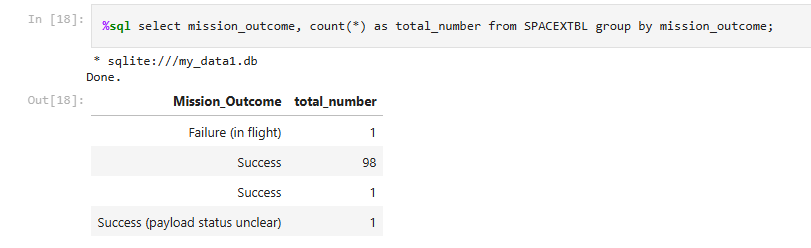 In [18]: %sql select mission_outcome, count(*) as total_number from SPACEXTBL group by mission_outcome;
* sqlite:///my_data1.db
Done.
Out[18]: Mission_Outcome total_number
Failure (in flight) 1
Success 98
Success 1
Success (payload status unclear) 1